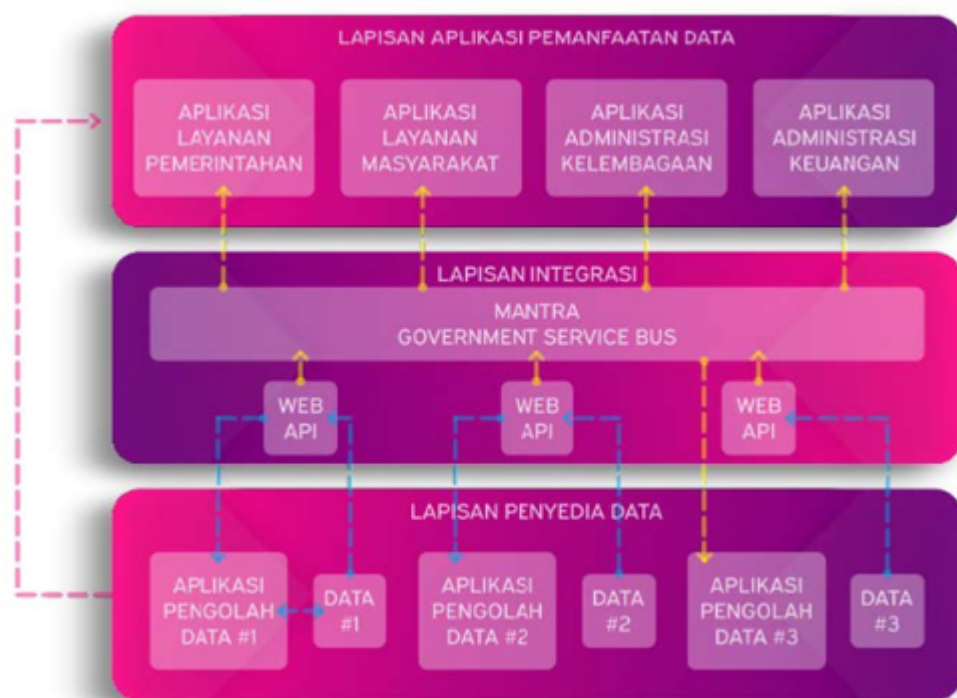 LAPISAN APLIKASI PEMANFAATAN DATA
APLIKASI
LAYANAN
PEMERINTAHAN
APLIKASI
LAYANAN
MASYARAKAT
APLIKASI
ADMINISTRASI
KELEMBAGAAN
APLIKASI
ADMINISTRASI
KEUANGAN
LAPISAN INTEGRASI
MANTRA
GOVERNMENT SERVICE BUS
WEB
API
WEB
API
WEB
API
LAPISAN PENYEDIA DATA
APLIKASI
PENGOLAH
DATA #1
DATA
#1
APLIKASI
PENGOLAH
DATA #2
DATA
#2
APLIKASI
PENGOLAH
DATA #3
DATA
#3